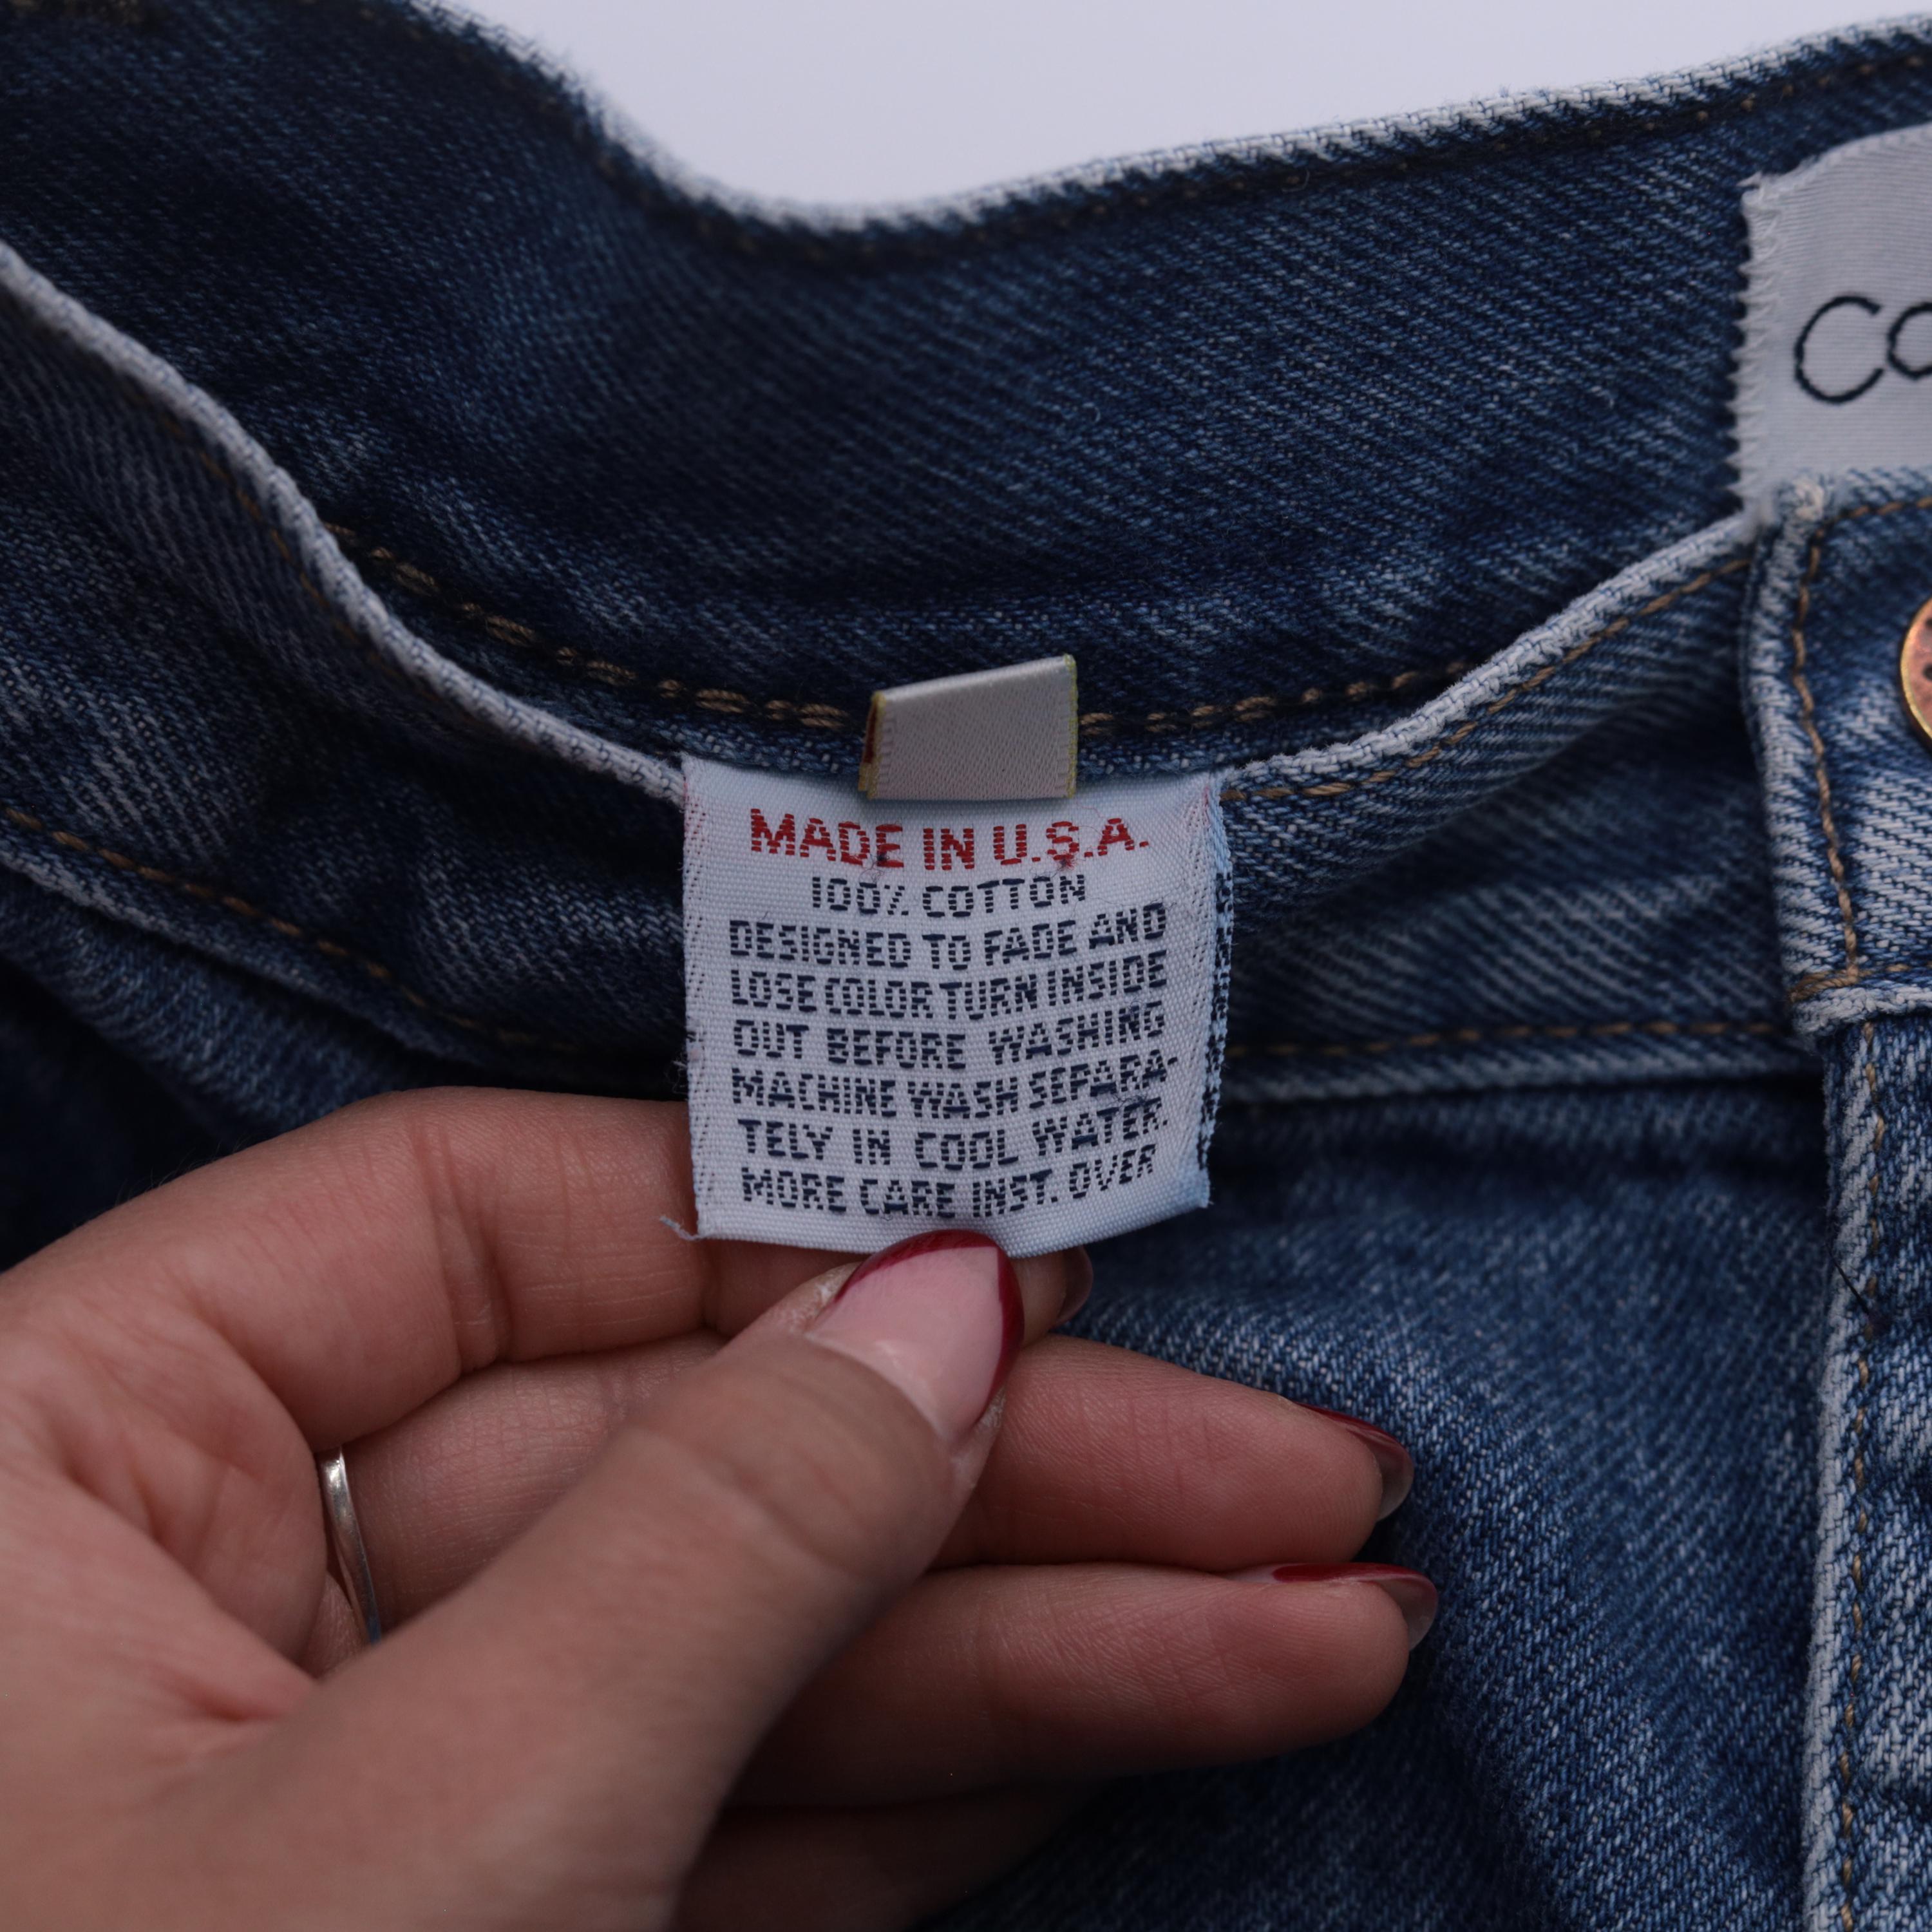 Co
MADE IN U.S.A.
100% COTTON
DESIGNED TO FADE AND
LOSE COLOR TURN INSIDE
OUT BEFORE WASHING
MACHINE WASH SEPARA-
TELY IN COOL WATER.
MORE CARE INST. OVER